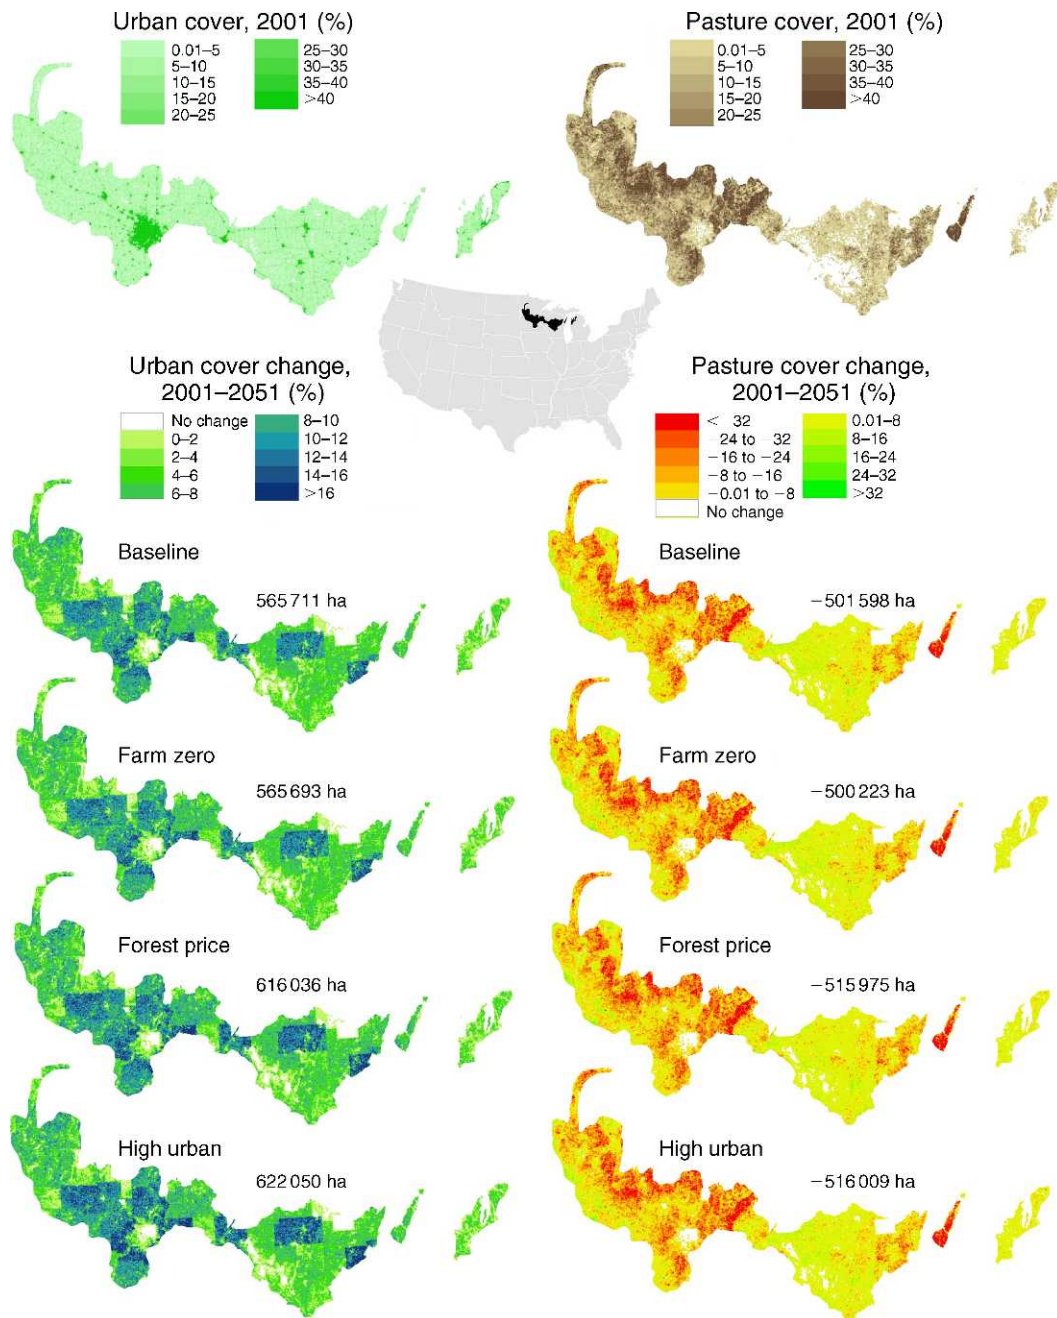 Urban cover, 2001 (%)
0.01–5
5–10
10–15
15–20
20–25
25–30
30–35
35–40
>40
Pasture cover, 2001 (%)
0.01–5
5–10
10–15
15–20
20–25
25–30
30–35
35–40
>40
Urban cover change,
2001–2051 (%)
No change
0–2
2–4
4–6
6–8
8–10
10–12
12–14
14–16
>16
Pasture cover change,
2001–2051 (%)
< 32
24 to −32
−16 to −24
−8 to −16
−0.01 to −8
No change
0.01–8
8–16
16–24
24–32
>32
Baseline
565 711 ha
Baseline
−501 598 ha
Farm zero
565 693 ha
Farm zero
−500 223 ha
Forest price
616 036 ha
Forest price
−515 975 ha
High urban
622 050 ha
High urban
−516 009 ha